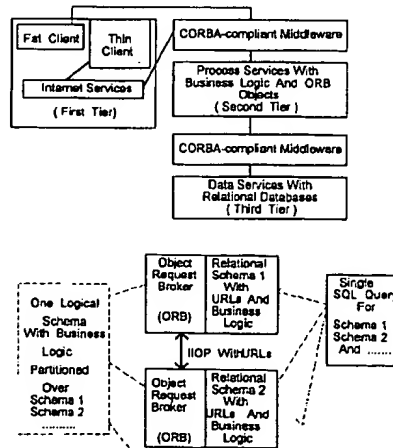 Fat Client
Thin
Client
Internet Services
( First Tier)
CORBA-compliant Middleware
Process Services With
Business Logic And ORB
Objects
( Second Tier )
CORBA-compliant Middleware
Data Services With
Relational Databases
( Third Tier )
One Logical
Schema
With Business
Logic
Partitioned
Over
Schema 1
Schema 2
..........
Object
Request
Broker
(ORB)
Relational
Schema 1
With
URLs And
Business
Logic
IIOP WithURLs
Object
Request
Broker
(ORB)
Relational
Schema 2
With
URLs And
Business
Logic
Single
SQL Query
For
Schema 1
Schema 2
And ........